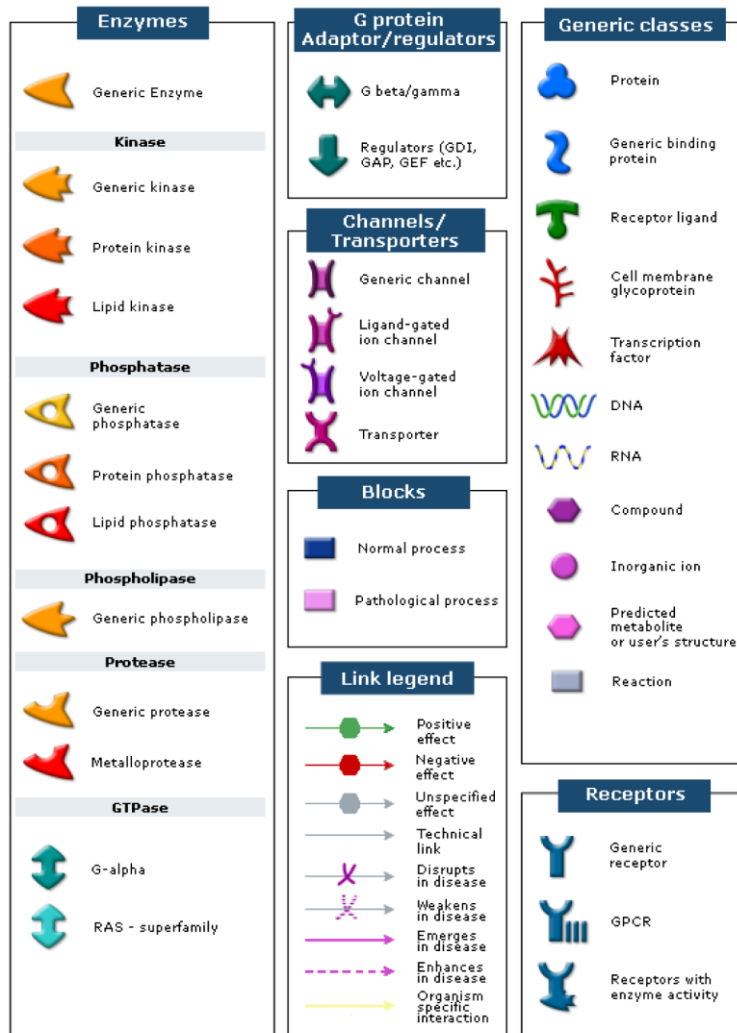 Enzymes
Generic Enzyme
Kinase
Generic kinase
Protein kinase
Lipid kinase
Phosphatase
Generic
phosphatase
Protein phosphatase
Lipid phosphatase
Phospholipase
Generic phospholipase
Protease
Generic protease
Metalloprotease
GTPase
G-alpha
RAS - superfamily
G protein
Adaptor/regulators
G beta/gamma
Regulators (GDI,
GAP, GEF etc.)
Channels/
Transporters
Generic channel
Ligand-gated
ion channel
Voltage-gated
ion channel
Transporter
Blocks
Normal process
Pathological process
Link legend
Positive
effect
Negative
effect
Unspecified
effect
Technical
link
Disrupts
in disease
Weakens
in disease
Emerges
in disease
Enhances
in disease
Organism
specific
interaction
Generic classes
Protein
Generic binding
protein
Receptor ligand
Cell membrane
glycoprotein
Transcription
factor
DNA
RNA
Compound
Inorganic ion
Predicted
metabolite
or user's structure
Reaction
Receptors
Generic
receptor
GPCR
Receptors with
enzyme activity